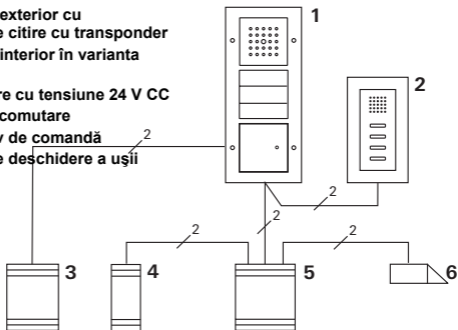 exterior cu
e citire cu transponder
interior în varianta
re cu tensiune 24 V CC
comutare
v de comandă
e deschidere a uşii
1
2
2
2
2
2
2
3
4
5
6